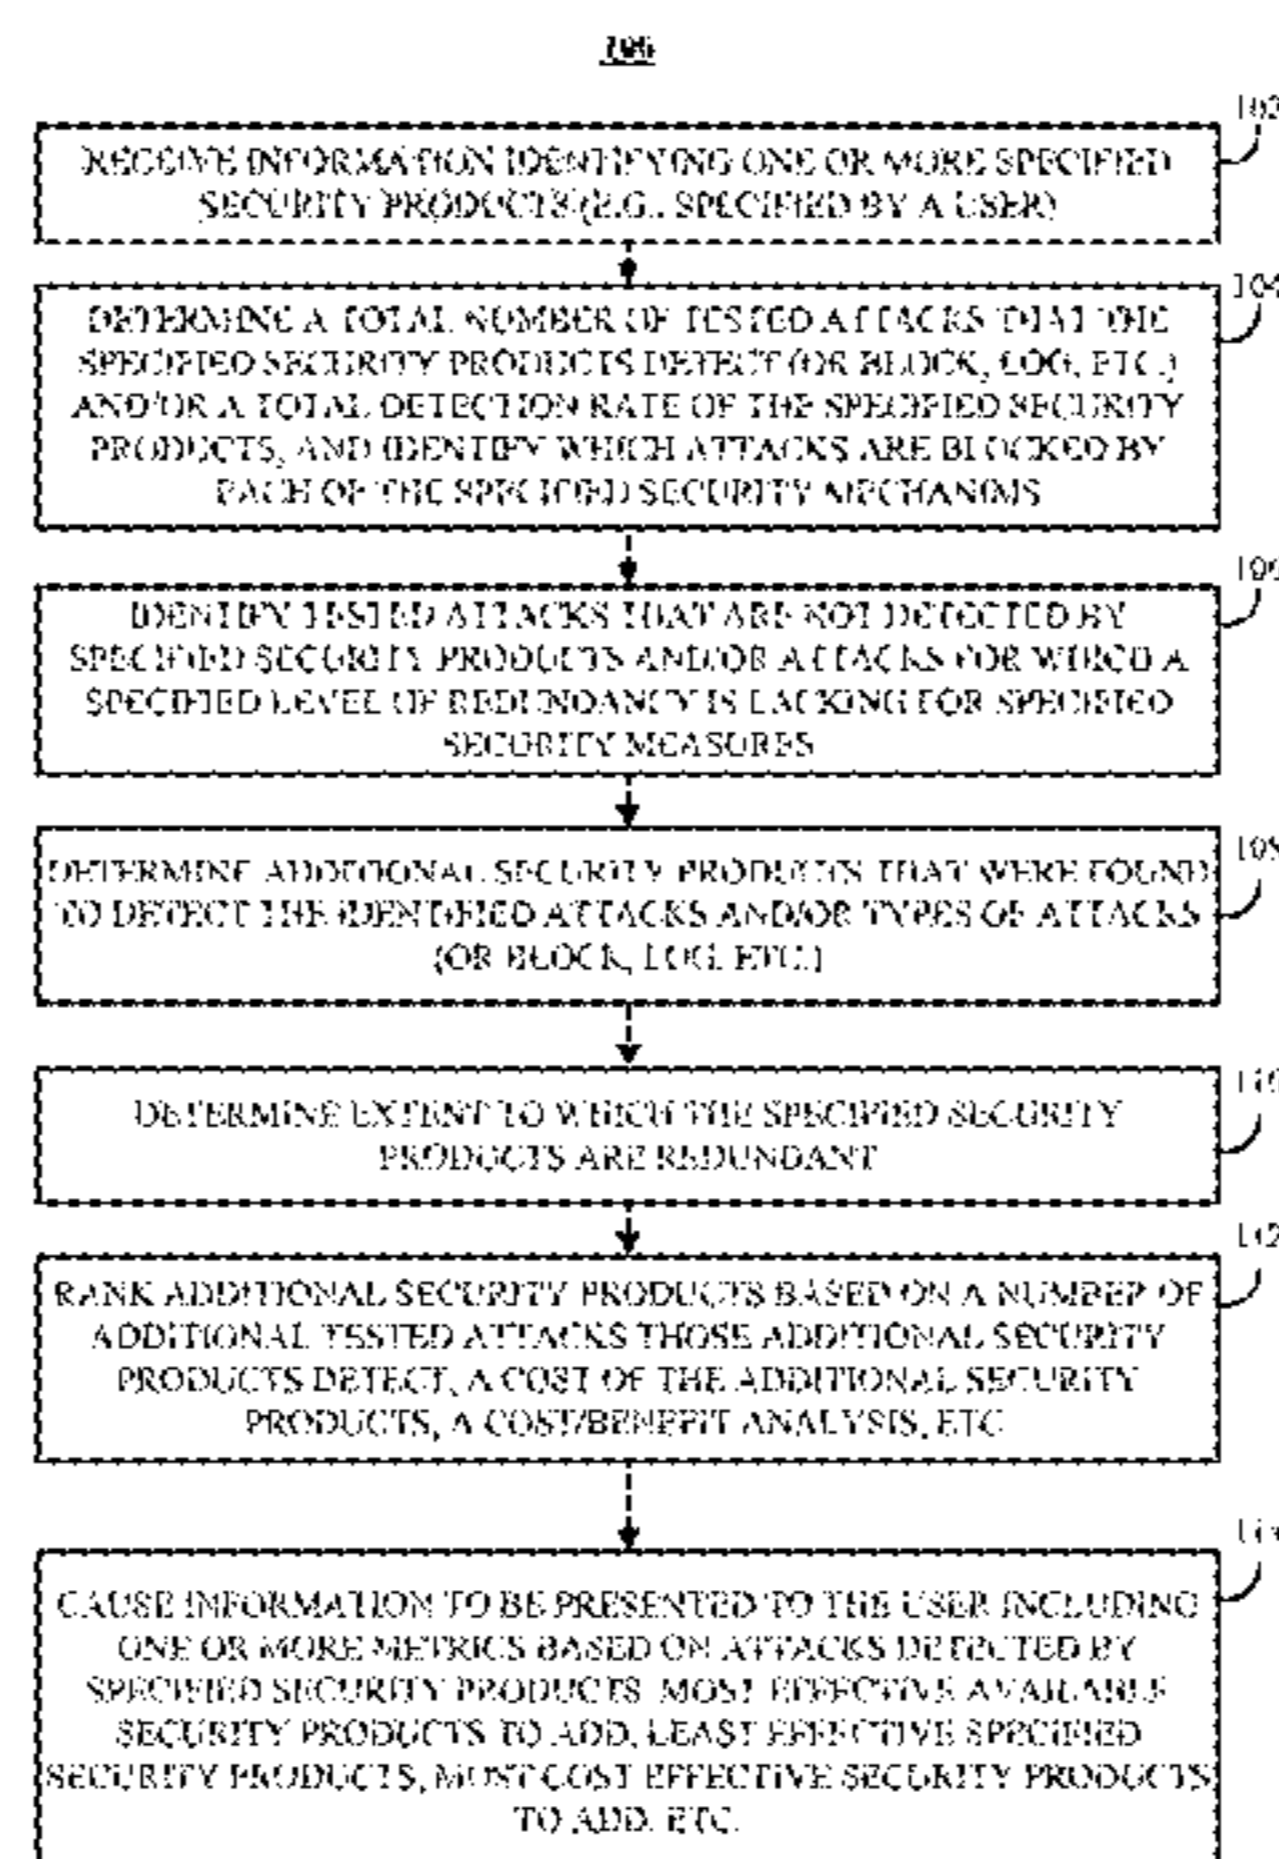 102
RECEIVE INFORMATION IDENTIFYING ONE OR MORE SPECIFIED
SECURITY PRODUCTS (E.G., SPECIFIED BY A USER)
104
DETERMINE A TOTAL NUMBER OF TESTED ATTACKS THAT THE
SPECIFIED SECURITY PRODUCTS DETECT (OR BLOCK, LOG, ETC.)
AND/OR A TOTAL DETECTION RATE OF THE SPECIFIED SECURITY
PRODUCTS, AND IDENTIFY WHICH ATTACKS ARE BLOCKED BY
EACH OF THE SPECIFIED SECURITY MECHANIMS
106
IDENTIFY TESTED ATTACKS THAT ARE NOT DETECTED BY
SPECIFIED SECURITY PRODUCTS AND/OR ATTACKS FOR WHICH A
SPECIFIED LEVEL OF REDUNDANCY IS LACKING FOR SPECIFIED
SECURITY MEASURES
108
DETERMINE ADDITIONAL SECURITY PRODUCTS THAT WERE FOUND
TO DETECT THE IDENTIFIED ATTACKS AND/OR TYPES OF ATTACKS
(OR BLOCK, LOG, ETC.)
110
DETERMINE EXTENT TO WHICH THE SPECIFIED SECURITY
PRODUCTS ARE REDUNDANT
112
RANK ADDITIONAL SECURITY PRODUCTS BASED ON A NUMBER OF
ADDITIONAL TESTED ATTACKS THOSE ADDITIONAL SECURITY
PRODUCTS DETECT, A COST OF THE ADDITIONAL SECURITY
PRODUCTS, A COST/BENEFIT ANALYSIS, ETC
CAUSE INFORMATION TO BE PRESENTED TO THE USER INCLUDING
ONE OR MORE METRICS BASED ON ATTACKS DETECTED BY
SPECIFIED SECURITY PRODUCTS, MOST EFFECTIVE AVAILABLE
SECURITY PRODUCTS TO ADD, LEAST EFFECTIVE SPECIFIED
SECURITY PRODUCTS, MOST COST EFFECTIVE SECURITY PRODUCTS
TO ADD, ETC.